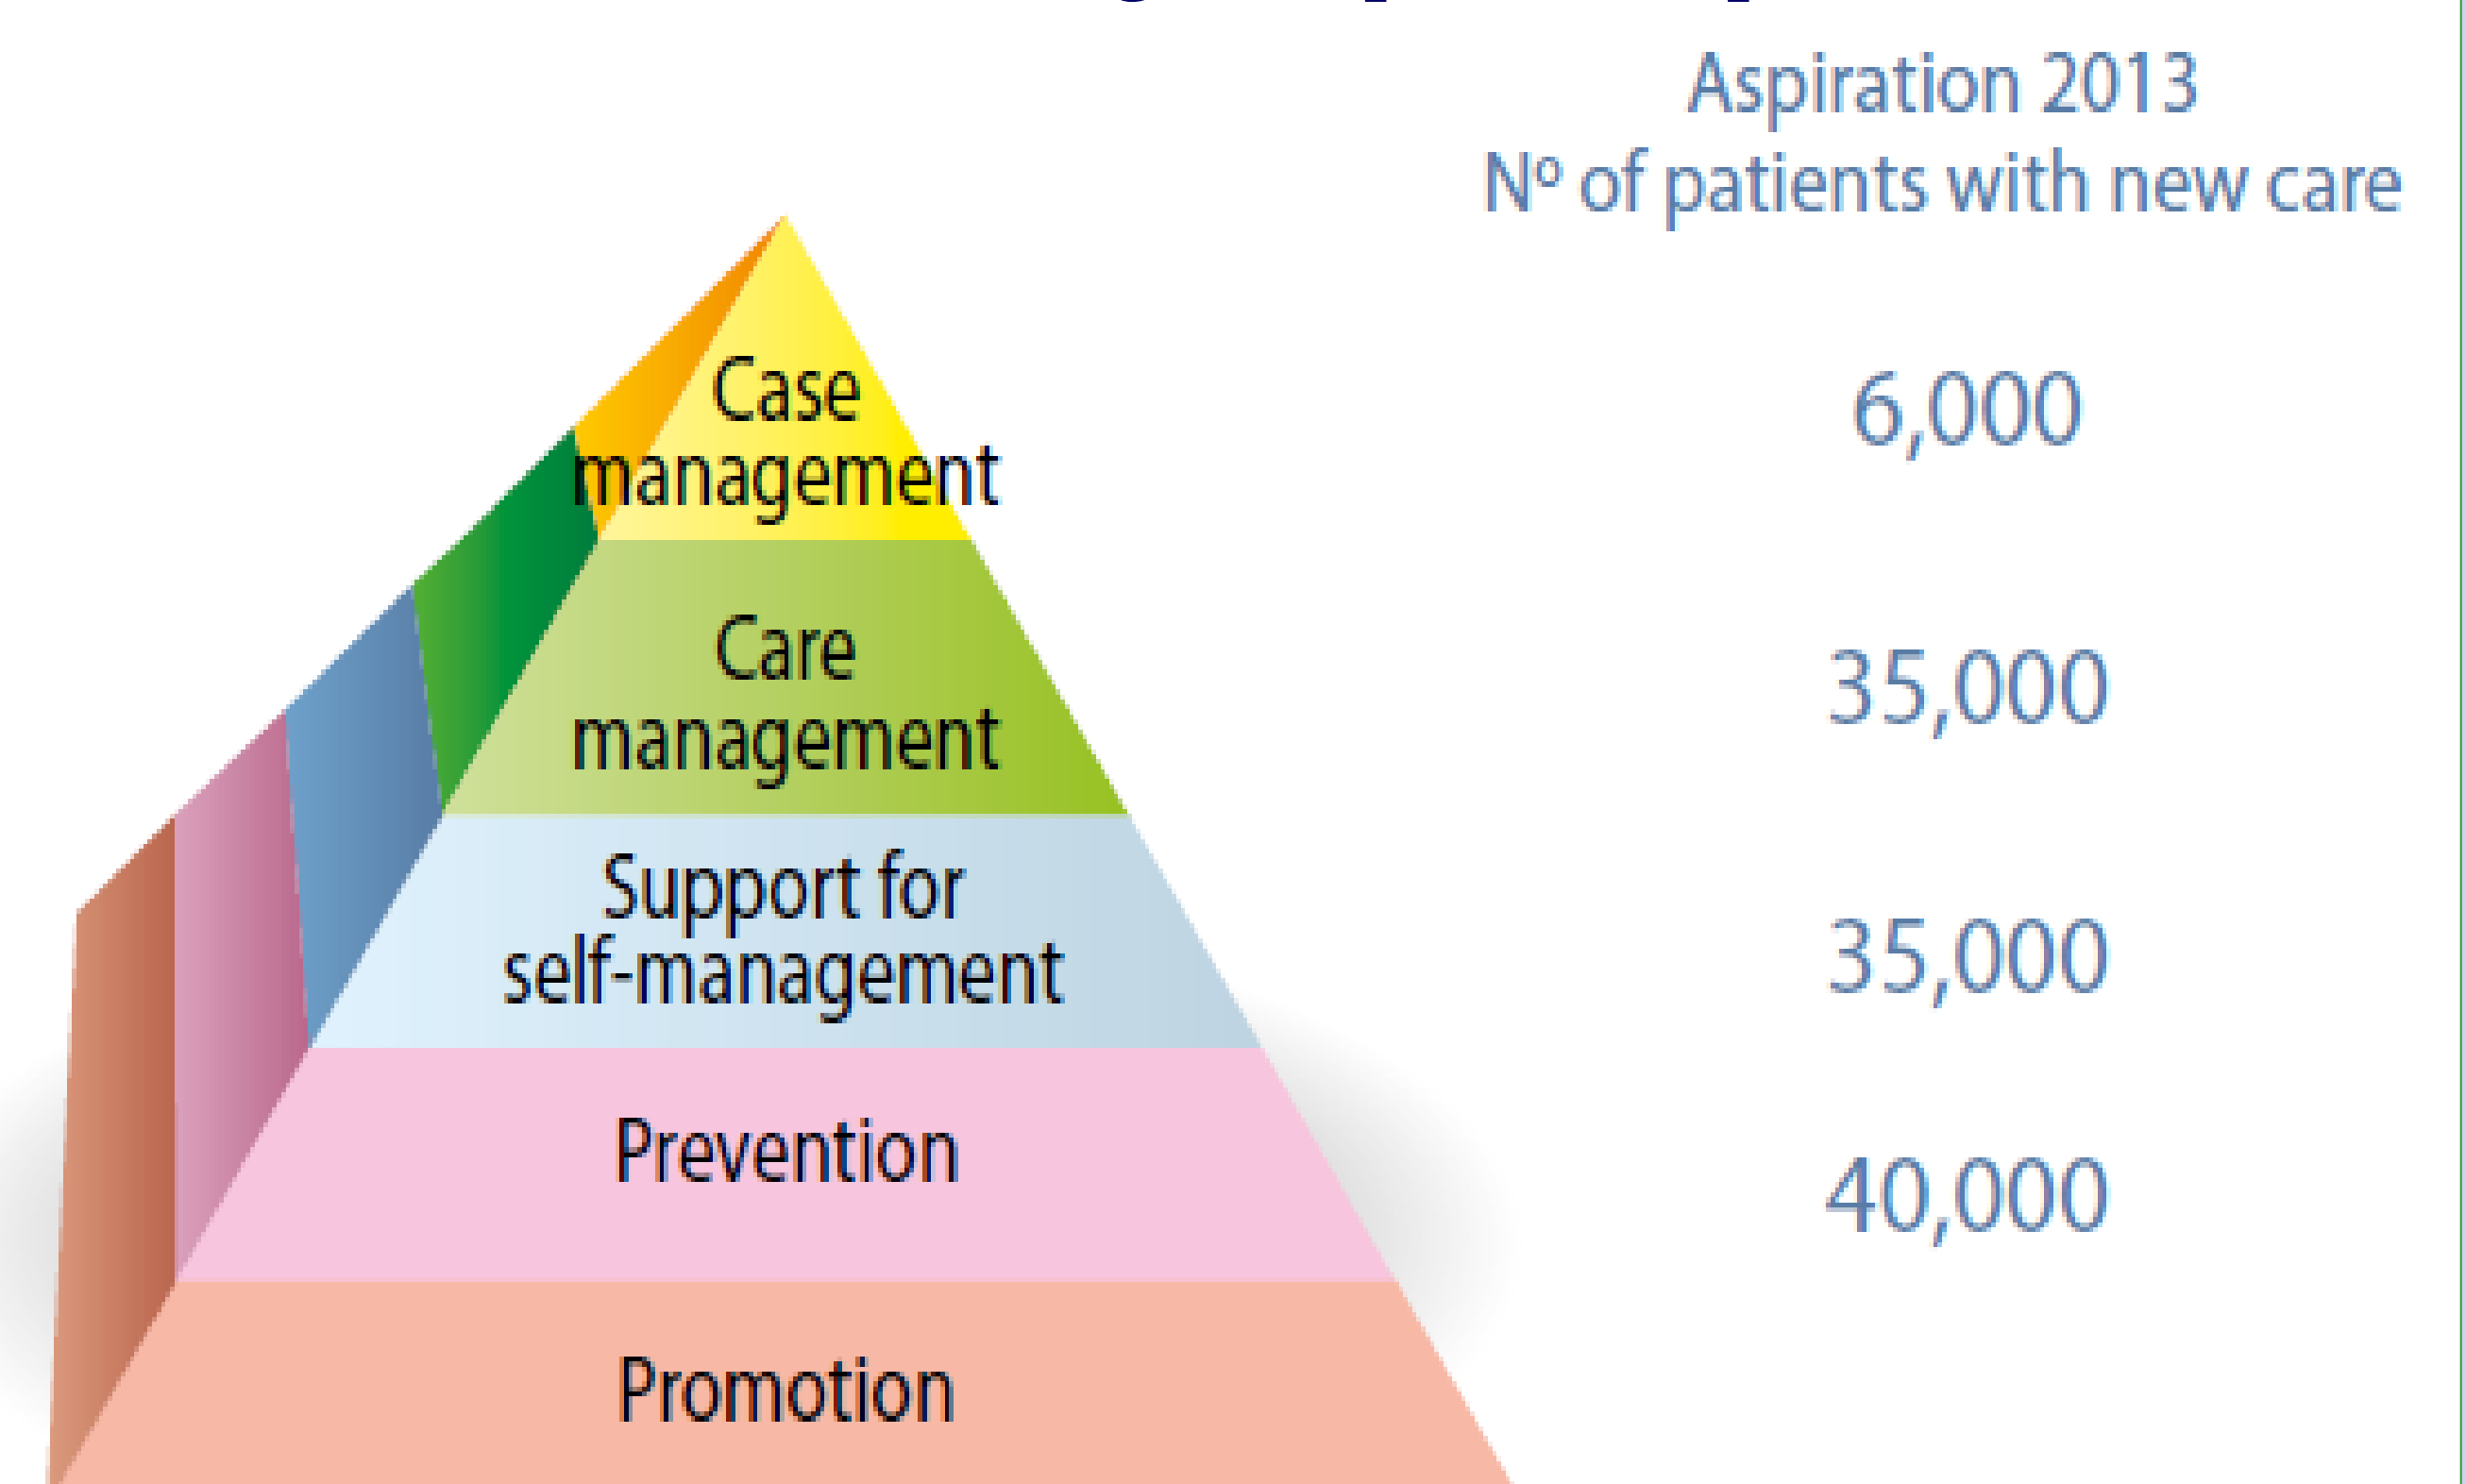 Aspiration 2013
Nº of patients with new care
Case
management
6,000
Care
management
35,000
Support for
self-management
35,000
Prevention
40,000
Promotion